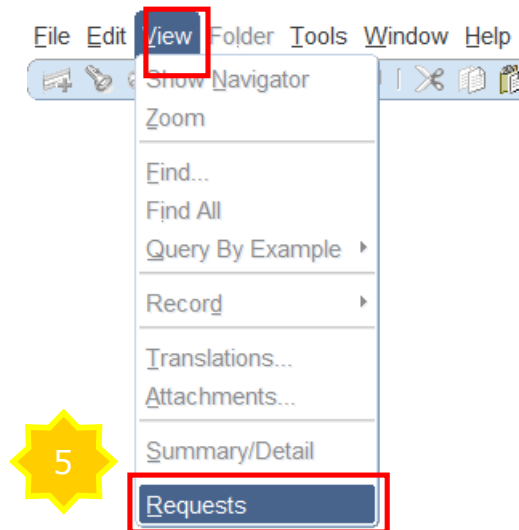 File Edit View Folder Tools Window Help
Show Navigator
Zoom
Find...
Find All
Query By Example
Record
Translations...
Attachments...
Summary/Detail
5
Requests